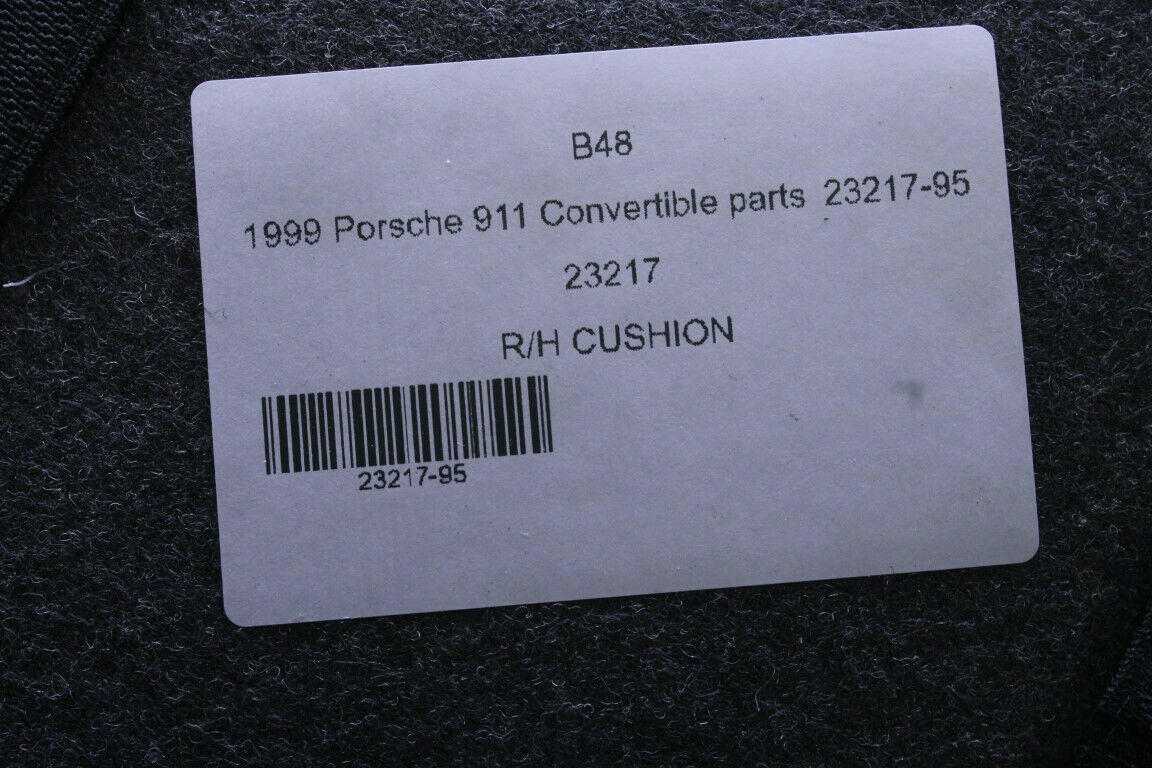 B48
1999 Porsche 911 Convertible parts 23217-95
23217
R/H CUSHION
23217-95